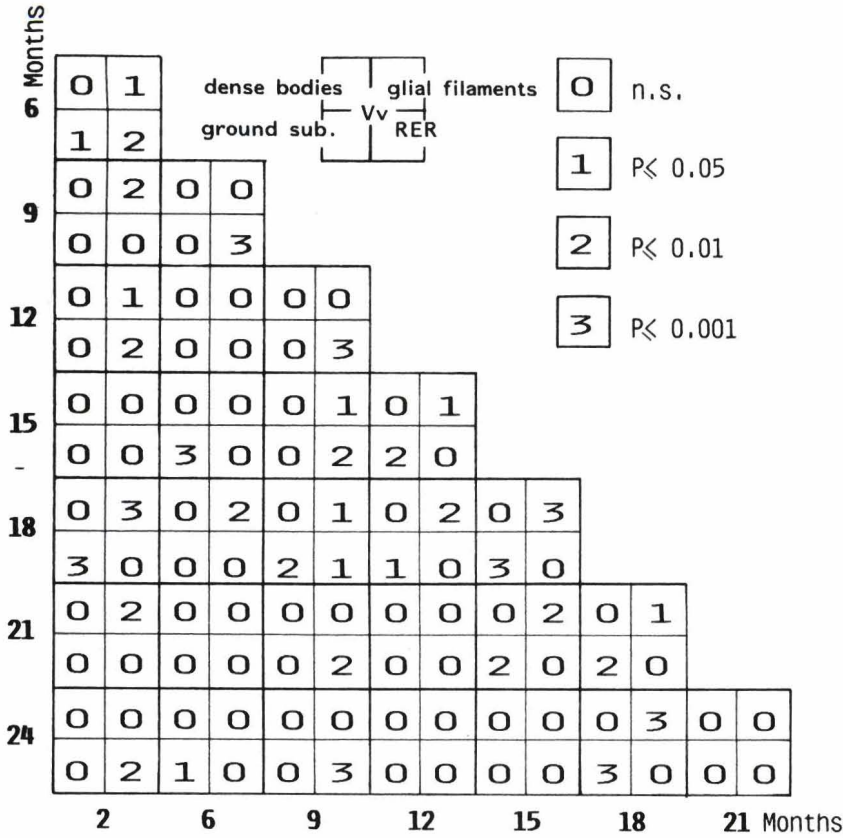 Months
0 1
6
1 2
dense bodies glial filaments
Vv
ground sub. RER
0 n.s.
1 P≤ 0.05
2 P≤ 0.01
3 P≤ 0.001
0 2 0 0
9
0 0 0 3
0 1 0 0 0 0
12
0 2 0 0 0 3
0 0 0 0 0 1 0 1
15
0 0 3 0 0 2 2 0
0 3 0 2 0 1 0 2 0 3
18
3 0 0 0 2 1 1 0 3 0
0 2 0 0 0 0 0 0 0 2 0 1
21
0 0 0 0 0 2 0 0 2 0 2 0
0 0 0 0 0 0 0 0 0 0 0 3 0 0
24
0 2 1 0 0 3 0 0 0 0 3 0 0 0
2 6 9 12 15 18 21 Months